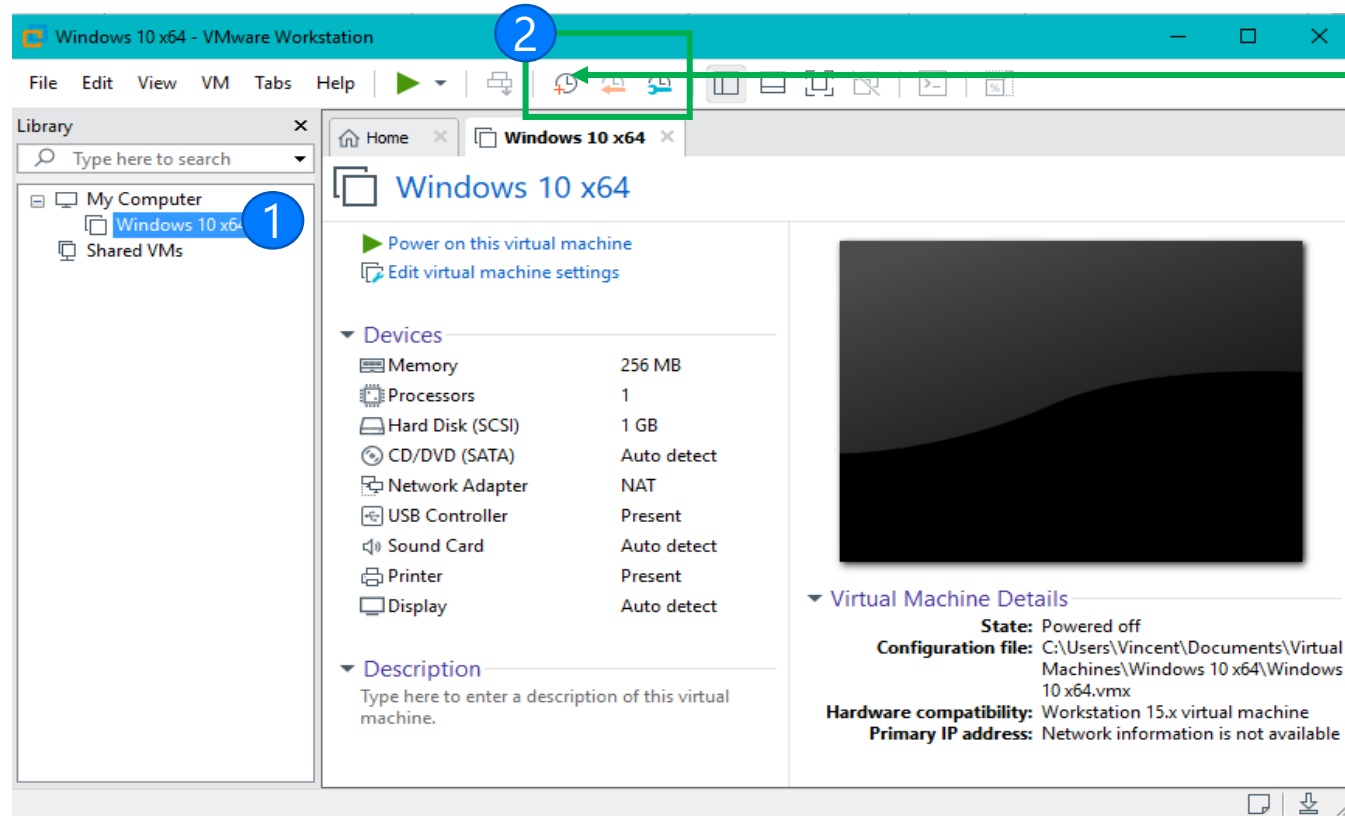 Windows 10 x64 - VMware Workstation
2
File Edit View VM Tabs Help
Library
Type here to search
My Computer
Windows 10 x64
1
Shared VMs
Home
Windows 10 x64
Windows 10 x64
Power on this virtual machine
Edit virtual machine settings
Devices
Memory 256 MB
Processors 1
Hard Disk (SCSI) 1 GB
CD/DVD (SATA) Auto detect
Network Adapter NAT
USB Controller Present
Sound Card Auto detect
Printer Present
Display Auto detect
Description
Type here to enter a description of this virtual
machine.
Virtual Machine Details
State: Powered off
Configuration file: C:\Users\Vincent\Documents\Virtual
Machines\Windows 10 x64\Windows
10 x64.vmx
Hardware compatibility: Workstation 15.x virtual machine
Primary IP address: Network information is not available